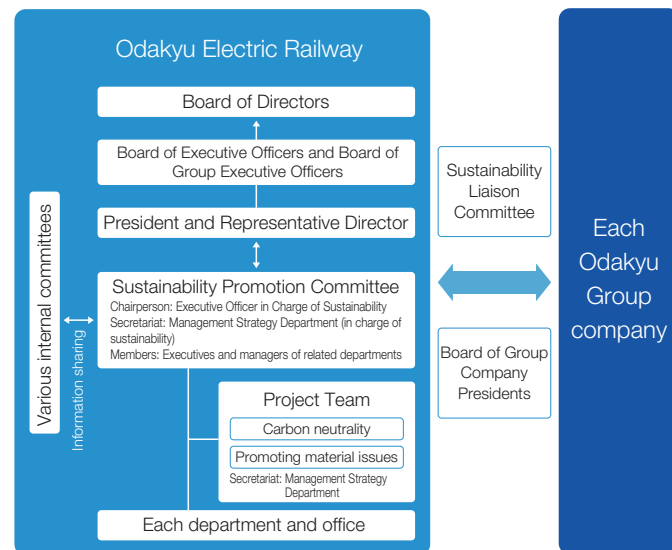 Odakyu Electric Railway
Board of Directors
Board of Executive Officers and Board of
Group Executive Officers
President and Representative Director
Sustainability Promotion Committee
Chairperson: Executive Officer in Charge of Sustainability
Secretariat: Management Strategy Department (in charge of
sustainability)
Members: Executives and managers of related departments
Various internal committees
Information sharing
Project Team
Carbon neutrality
Promoting material issues
Secretariat: Management Strategy
Department
Each department and office
Sustainability
Liaison
Committee
Board of Group
Company
Presidents
Each
Odakyu
Group
company